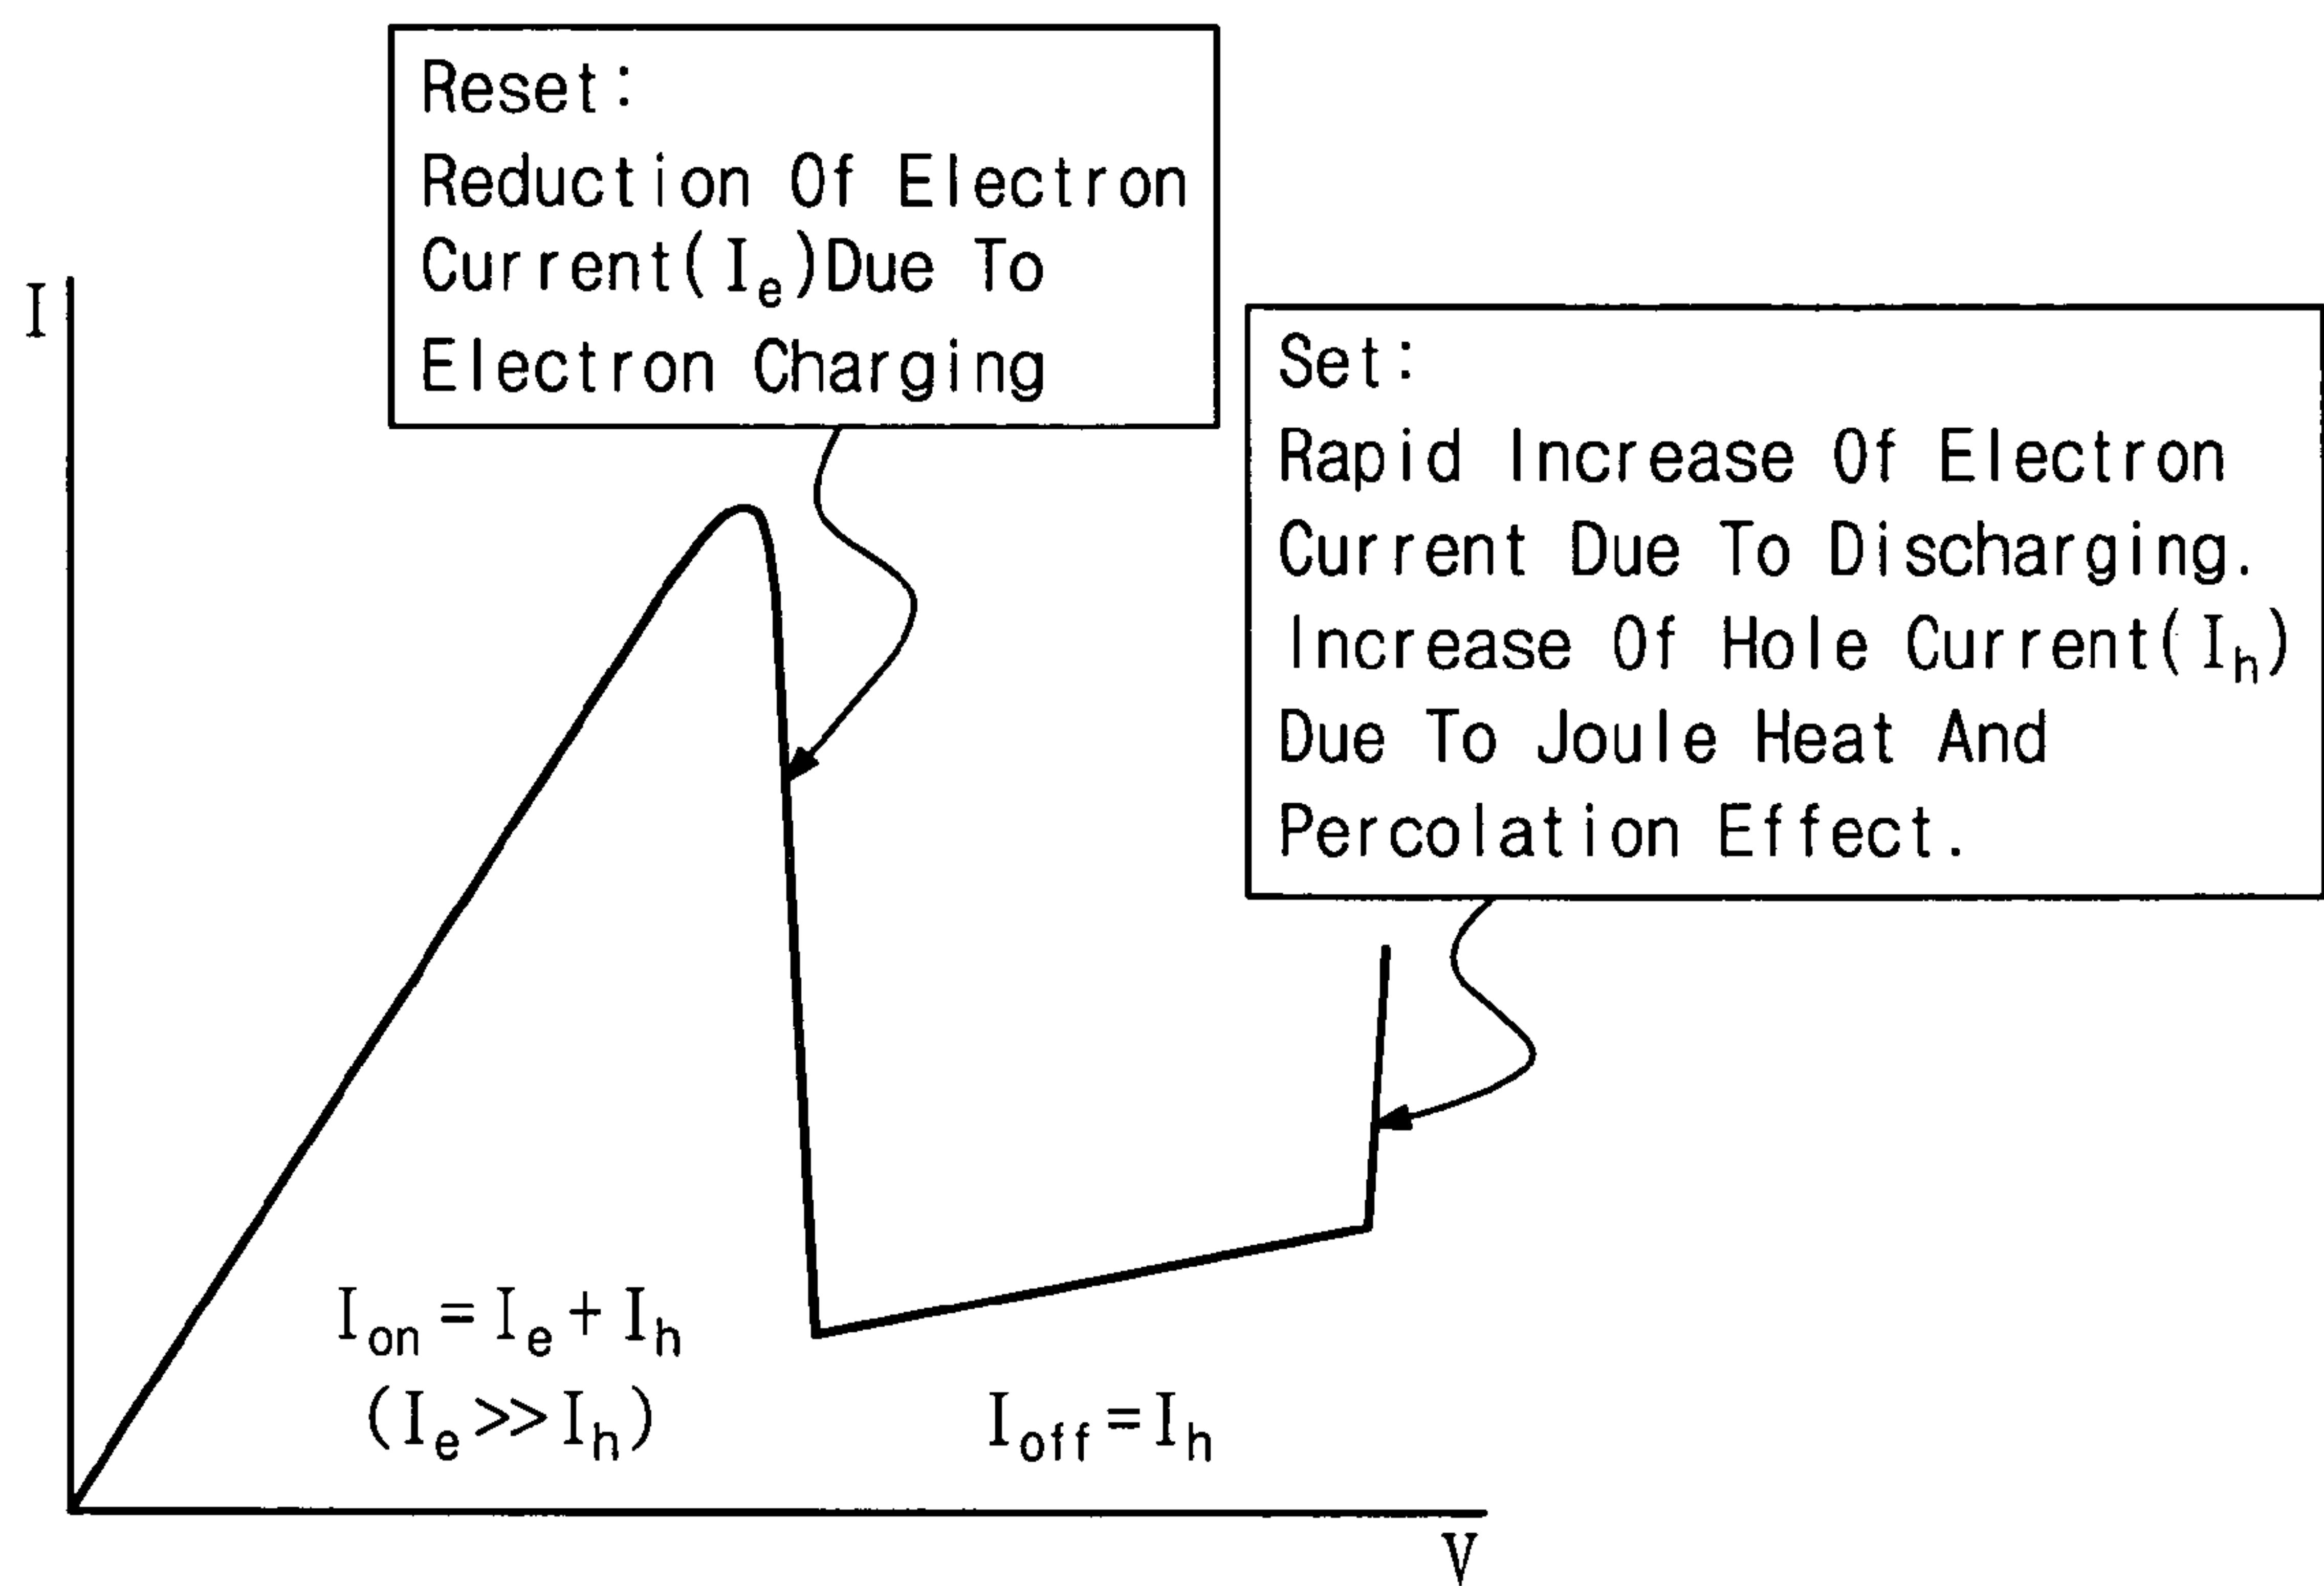 Reset:
Reduction Of Electron
Current(Iₑ)Due To
Electron Charging
I
Set:
Rapid Increase Of Electron
Current Due To Discharging.
Increase Of Hole Current(Iₕ)
Due To Joule Heat And
Percolation Effect.
Iₒₙ=Iₑ+Iₕ
(Iₑ>>Iₕ)
I_off=Iₕ
V